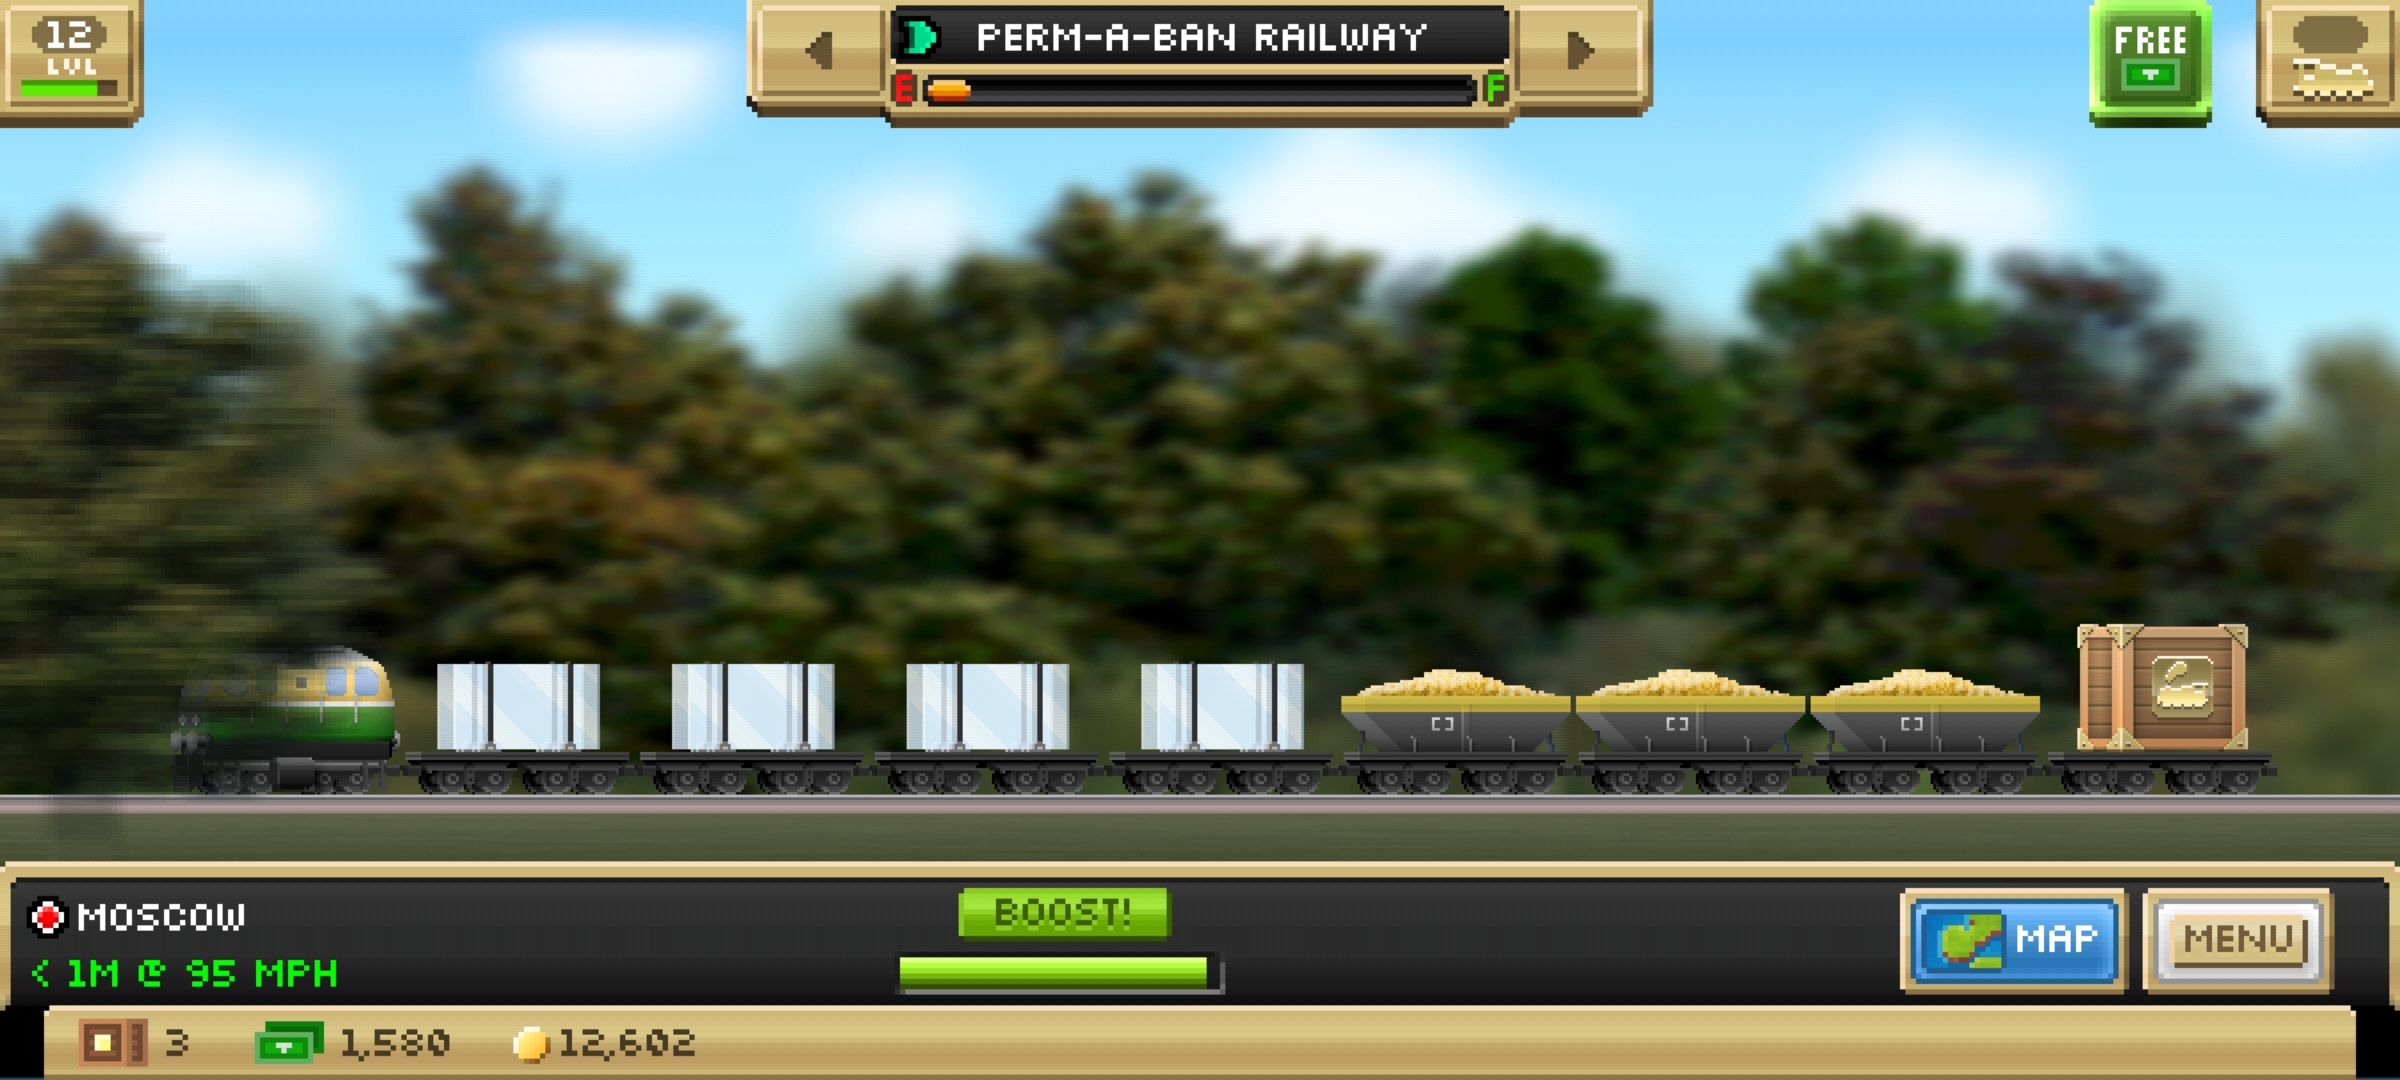 12
LVL
PERM-A-BAN RAILWAY
E F
FREE
MOSCOW
< 1M @ 95 MPH
BOOST!
MAP
MENU
3 1,580 12,602